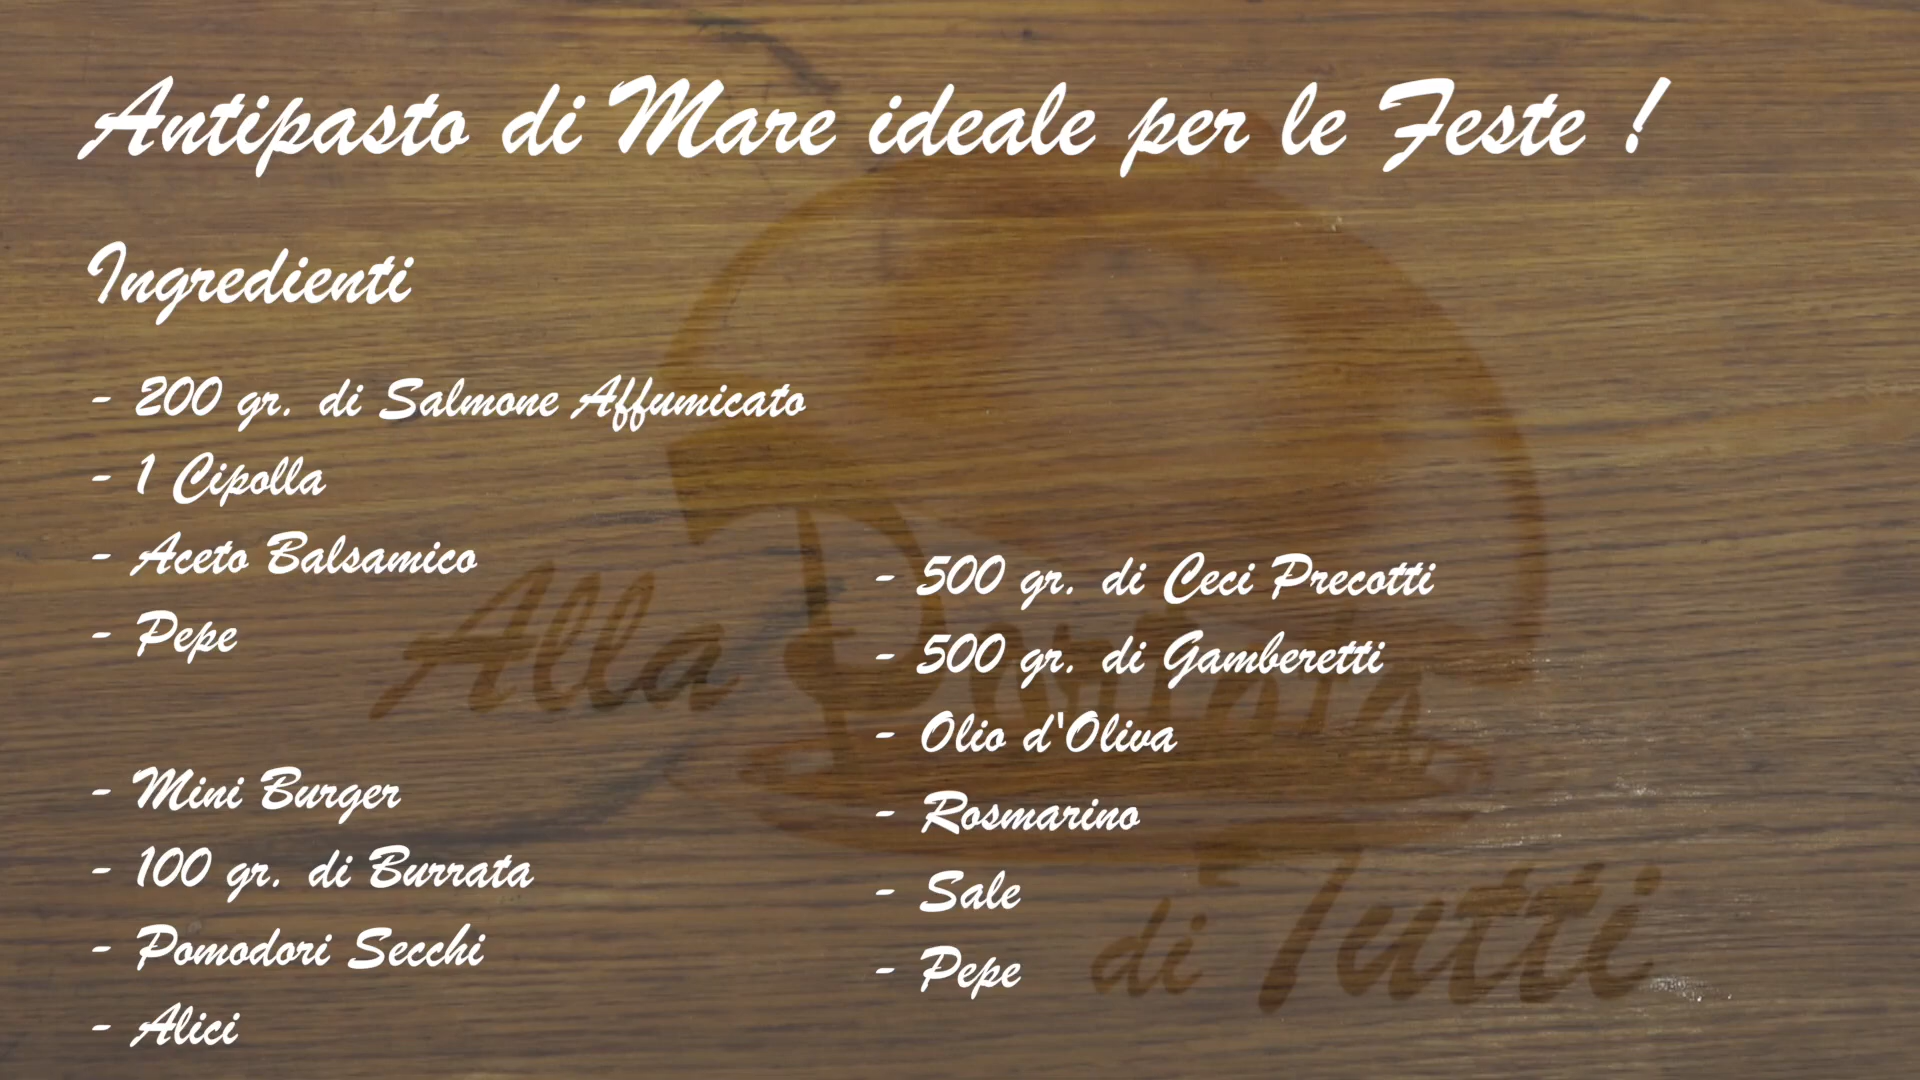 Antipasto di Mare ideale per le Feste !
Ingredienti
- 200 gr. di Salmone Affumicato
- 1 Cipolla
- Aceto Balsamico
- Pepe
- Mini Burger
- 100 gr. di Burrata
- Pomodori Secchi
- Alici
- 500 gr. di Ceci Precotti
- 500 gr. di Gamberetti
- Olio d'Oliva
- Rosmarino
- Sale
- Pepe
Alla Portata
di Tutti